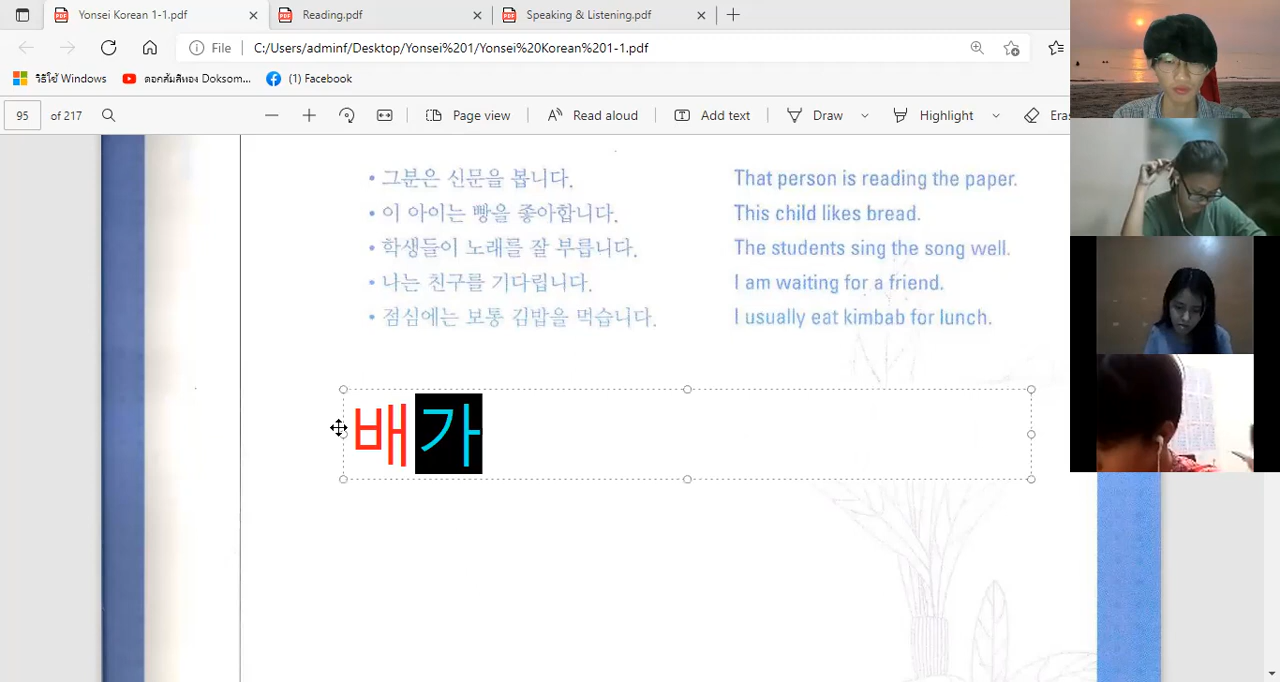 Yonsei Korean 1-1.pdf
Reading.pdf
Speaking & Listening.pdf
File
C:/Users/adminf/Desktop/Yonsei%201/Yonsei%20Korean%201-1.pdf
วิธีใช้ Windows
ดอกส้มสีทอง Doksom...
(1) Facebook
95 of 217
Page view
Read aloud
Add text
Draw
Highlight
Eras
• 그분은 신문을 봅니다. That person is reading the paper.
• 이 아이는 빵을 좋아합니다. This child likes bread.
• 학생들이 노래를 잘 부릅니다. The students sing the song well.
• 나는 친구를 기다립니다. I am waiting for a friend.
• 점심에는 보통 김밥을 먹습니다. I usually eat kimbab for lunch.
배가